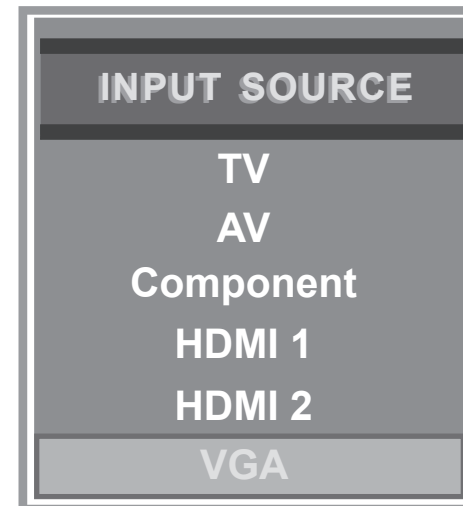 INPUT SOURCE
TV
AV
Component
HDMI 1
HDMI 2
VGA